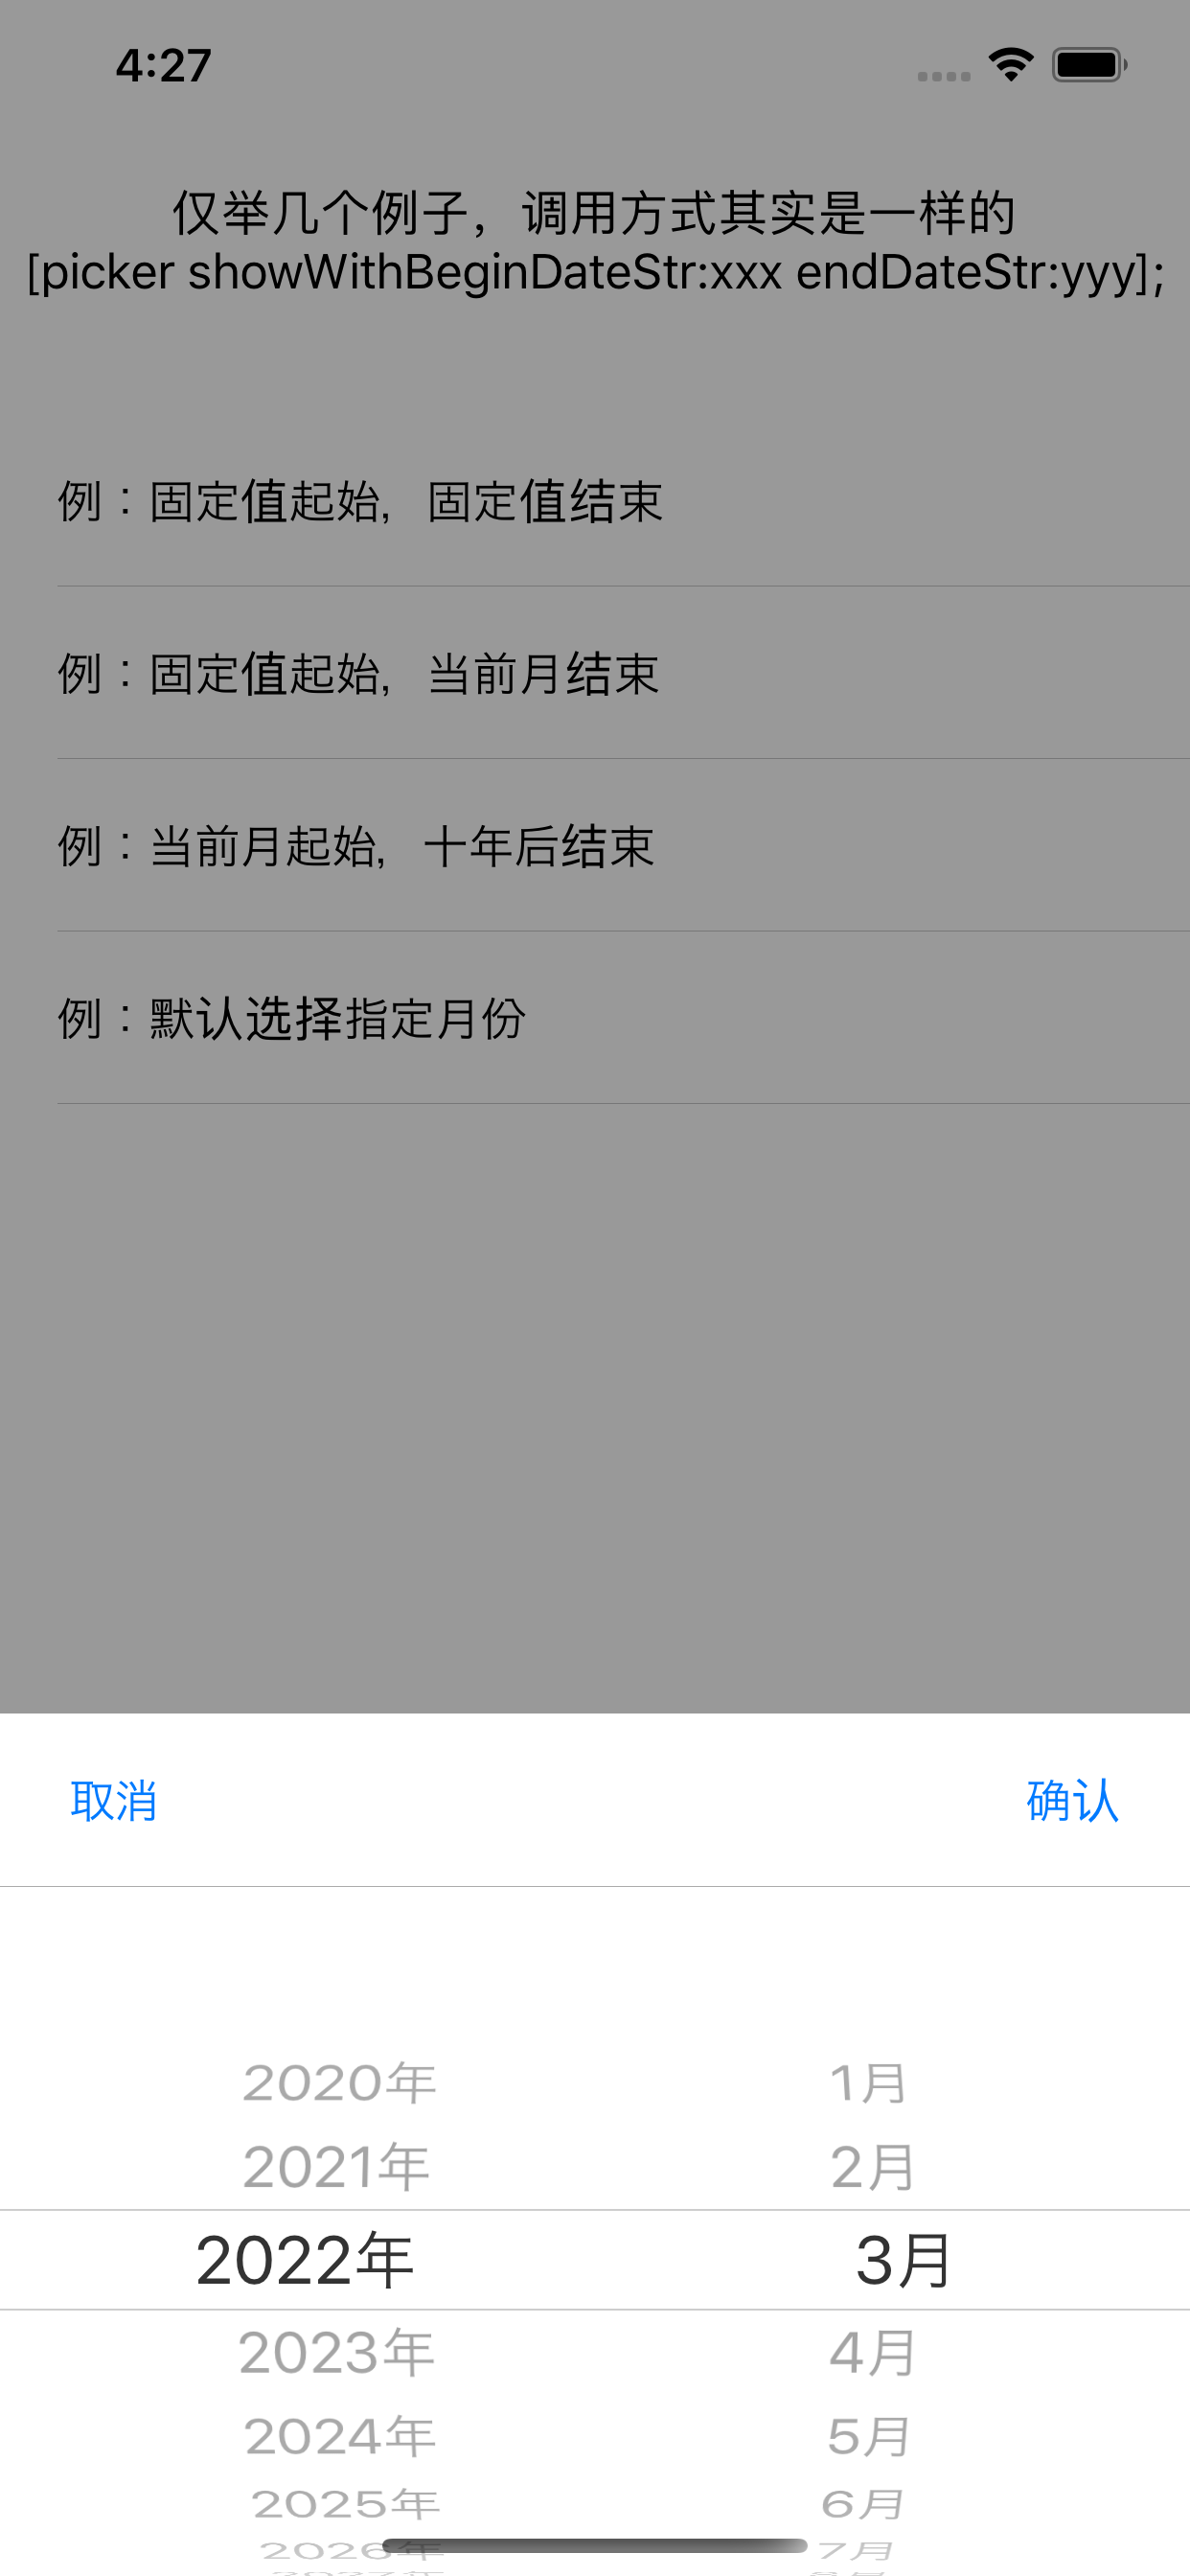 4:27
仅举几个例子，调用方式其实是一样的
[picker showWithBeginDateStr:xxx endDateStr:yyy];
例：固定值起始，固定值结束
例：固定值起始，当前月结束
例：当前月起始，十年后结束
例：默认选择指定月份
取消 确认
2020年 1月
2021年 2月
2022年 3月
2023年 4月
2024年 5月
2025年 6月
2026年 7月